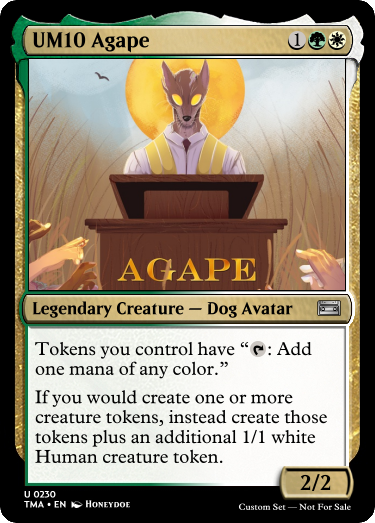 UM10 Agape 1
AGAPE
Legendary Creature — Dog Avatar
Tokens you control have “: Add
one mana of any color.”
If you would create one or more
creature tokens, instead create those
tokens plus an additional 1/1 white
Human creature token.
2/2
U 0230
TMA • EN Honeydoe
Custom Set — Not For Sale